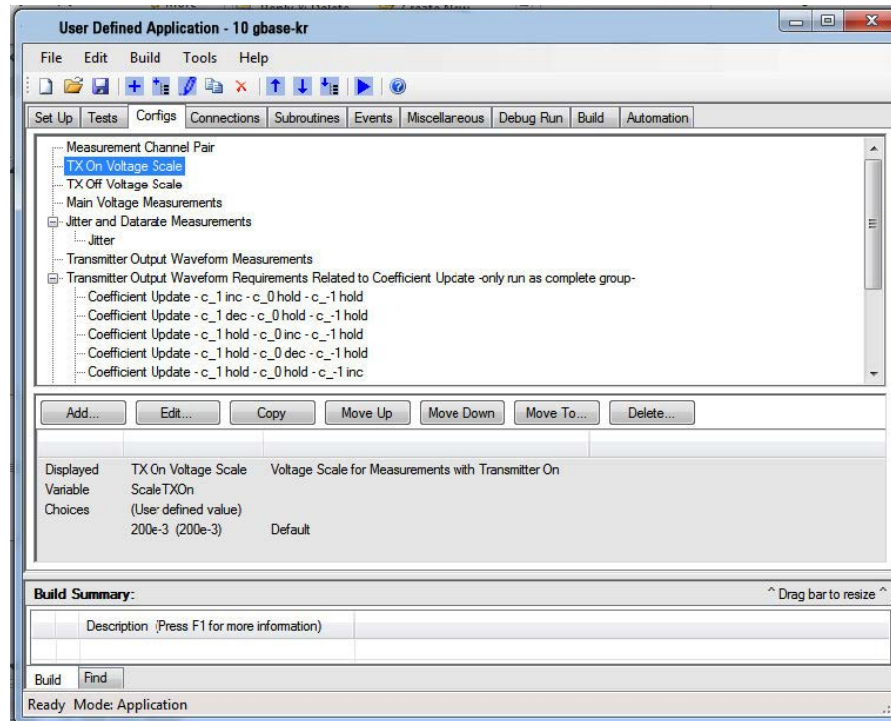 User Defined Application - 10 gbase-kr
File Edit Build Tools Help
Set Up Tests Configs Connections Subroutines Events Miscellaneous Debug Run Build Automation
Measurement Channel Pair
TX On Voltage Scale
TX Off Voltage Scale
Main Voltage Measurements
Jitter and Datarate Measurements
Jitter
Transmitter Output Waveform Measurements
Transmitter Output Waveform Requirements Related to Coefficient Update -only run as complete group-
Coefficient Update - c_1 inc - c_0 hold - c_-1 hold
Coefficient Update - c_1 dec - c_0 hold - c_-1 hold
Coefficient Update - c_1 hold - c_0 inc - c_-1 hold
Coefficient Update - c_1 hold - c_0 dec - c_-1 hold
Coefficient Update - c_1 hold - c_0 hold - c_-1 inc
Add... Edit... Copy Move Up Move Down Move To... Delete...
Displayed TX On Voltage Scale Voltage Scale for Measurements with Transmitter On
Variable ScaleTXOn
Choices (User defined value)
200e-3 (200e-3) Default
Build Summary: ^ Drag bar to resize ^
Description (Press F1 for more information)
Build Find
Ready Mode: Application